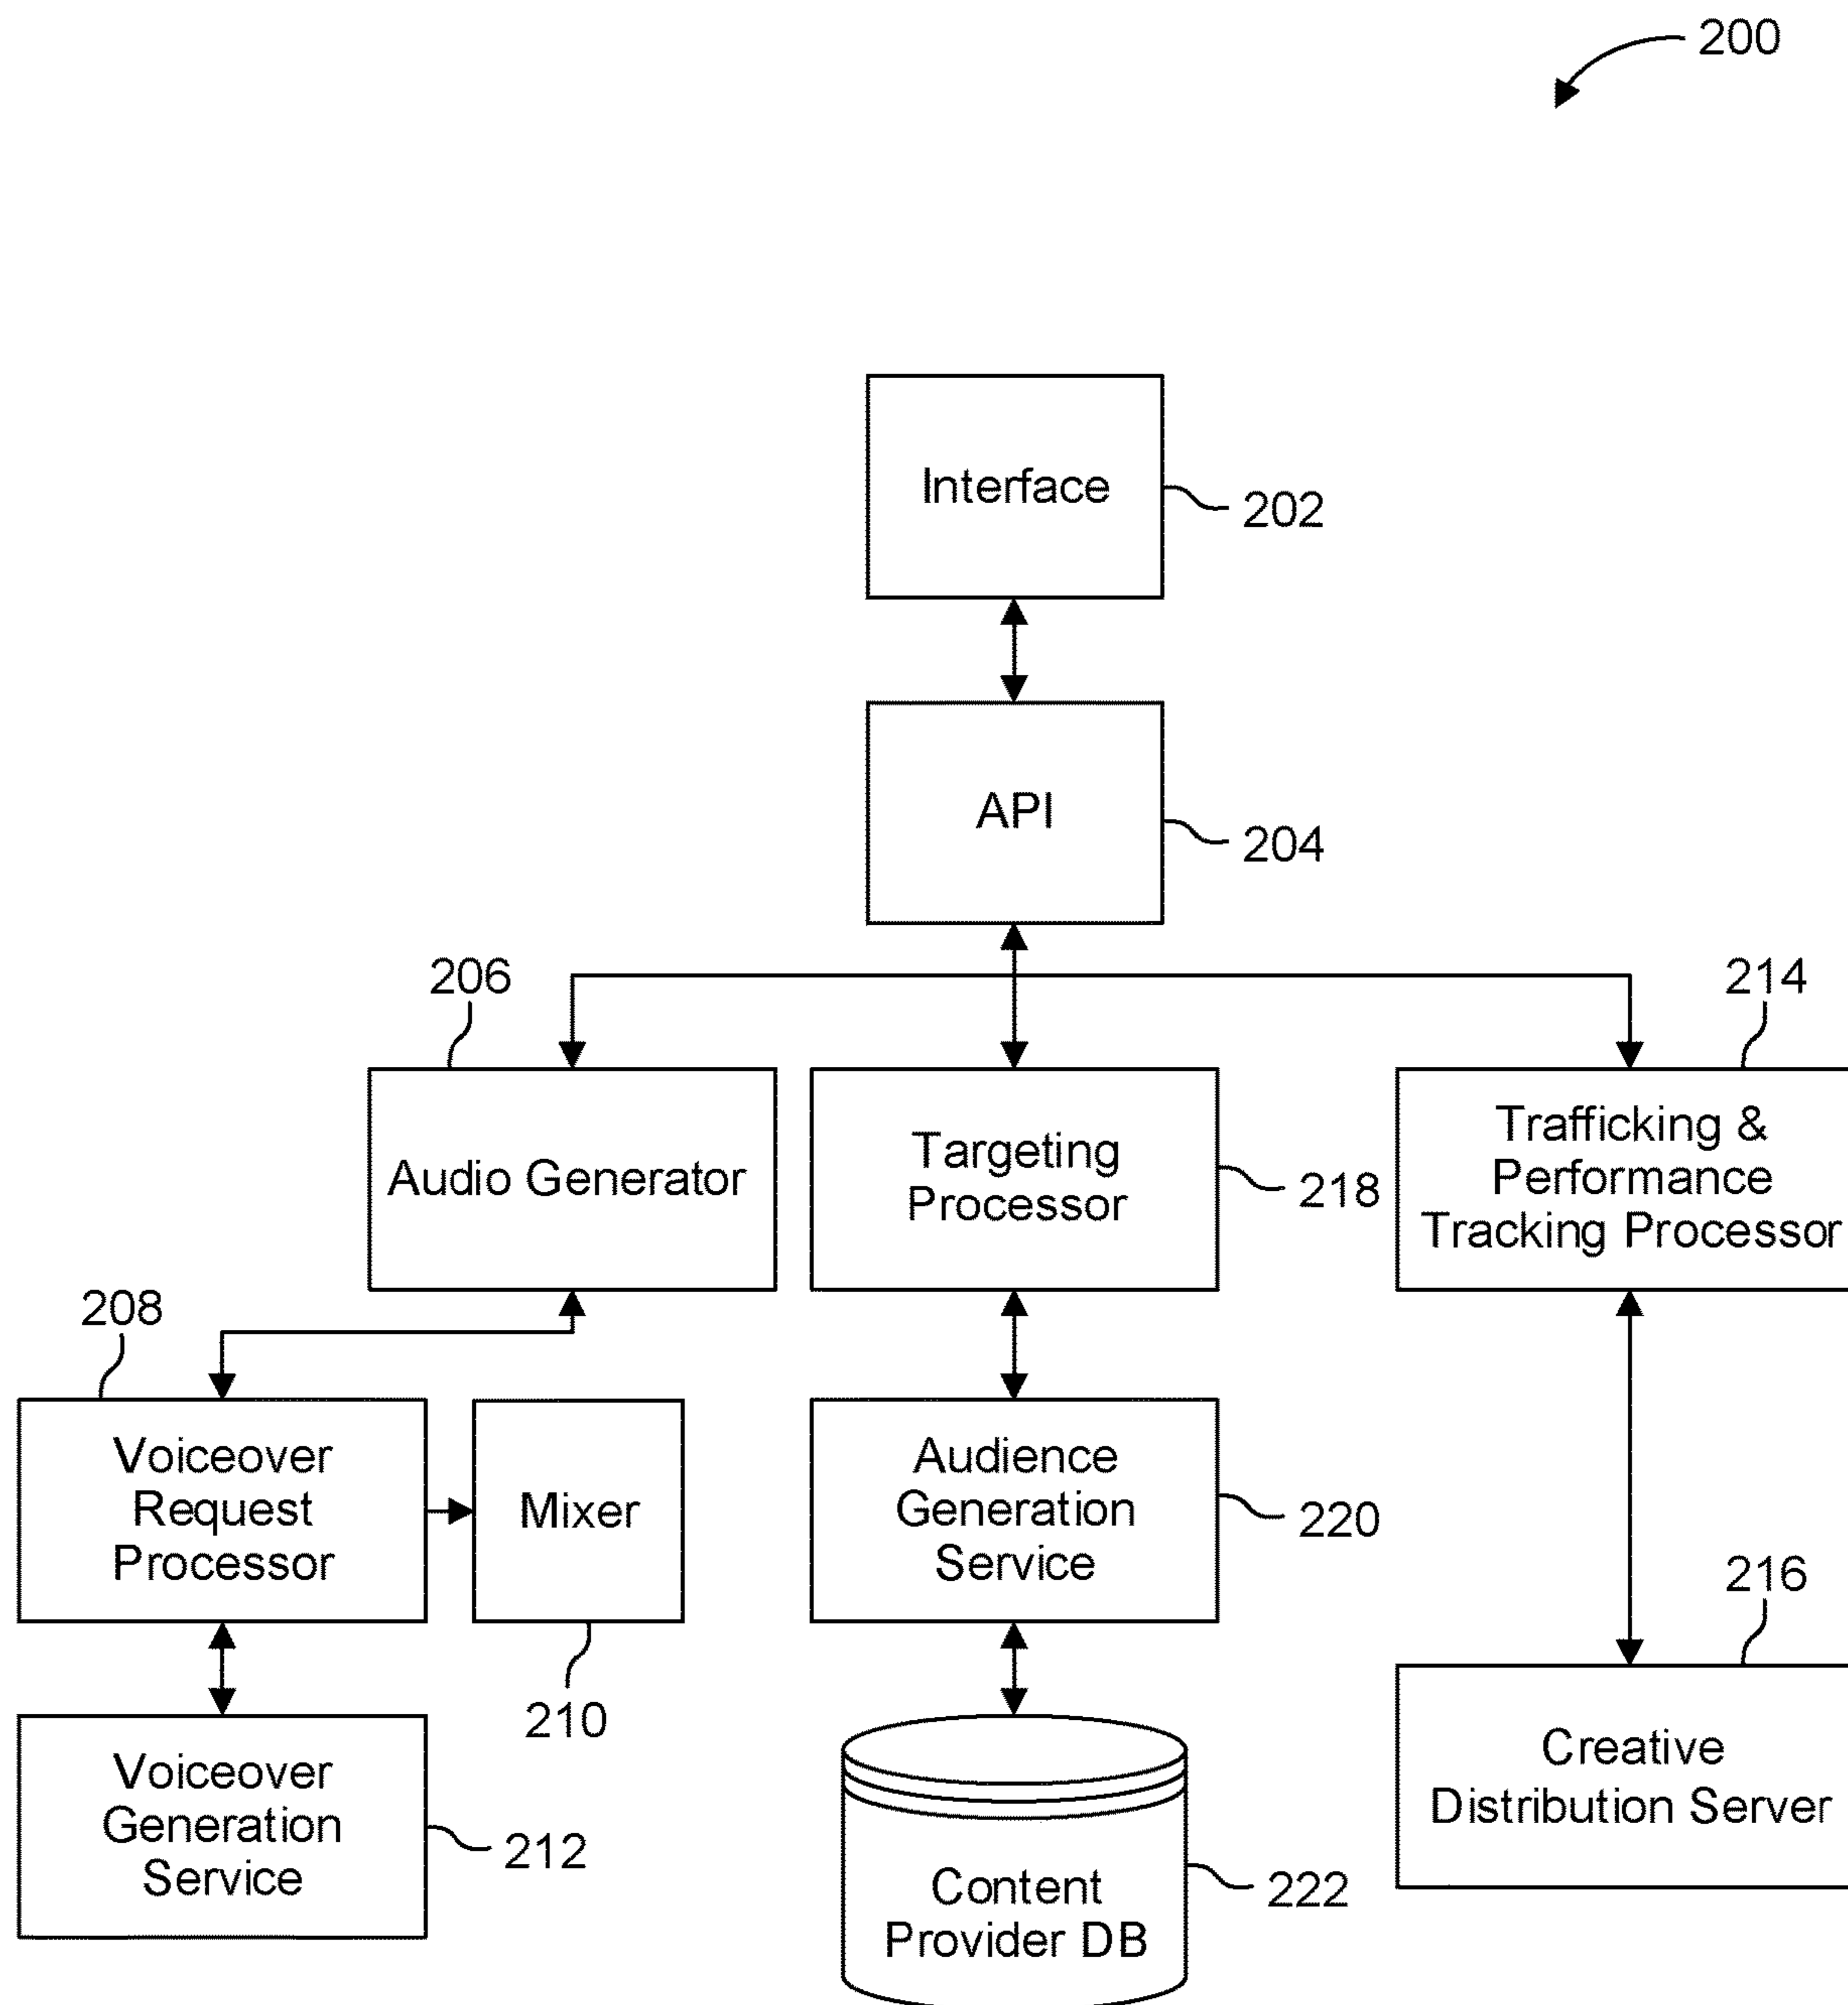 200
Interface
202
API
204
206
214
Audio Generator
Targeting
Processor
218
Trafficking &
Performance
Tracking Processor
208
Voiceover
Request
Processor
Mixer
210
Audience
Generation
Service
220
216
Voiceover
Generation
Service
212
Content
Provider DB
222
Creative
Distribution Server